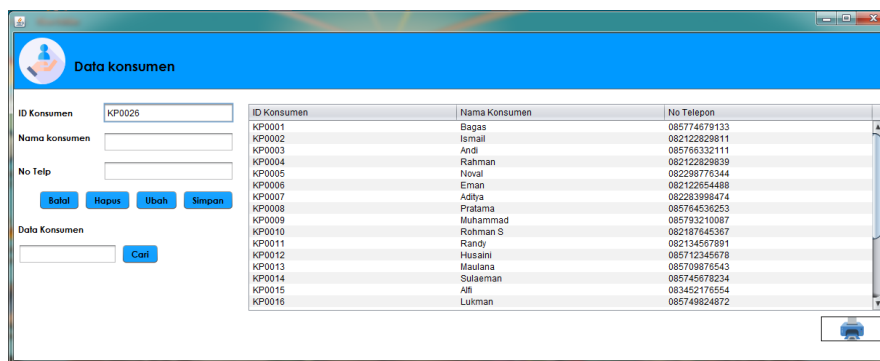 Data konsumen
ID Konsumen KP0026
Nama konsumen
No Telp
Batal Hapus Ubah Simpan
Data Konsumen
Cari
ID Konsumen Nama Konsumen No Telepon
KP0001 Bagas 085774679133
KP0002 Ismail 082122829811
KP0003 Andi 085766332111
KP0004 Rahman 082122829839
KP0005 Noval 082298776344
KP0006 Eman 082122654488
KP0007 Aditya 082283998474
KP0008 Pratama 085764536253
KP0009 Muhammad 085793210087
KP0010 Rohman S 082187645367
KP0011 Randy 082134567891
KP0012 Husaini 085712345678
KP0013 Maulana 085709876543
KP0014 Sulaeman 085745678234
KP0015 Alfi 083452176554
KP0016 Lukman 085749824872